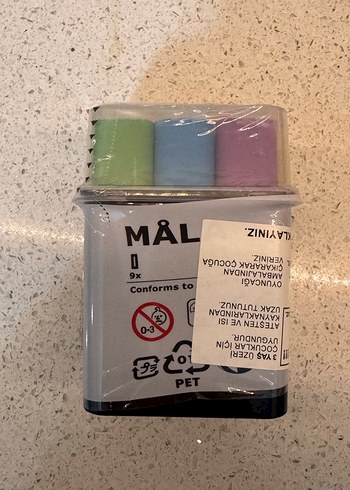 MÅL
9x
Conforms to
0-3
01
PET
3 YAŞ ÜZERİ
ÇOCUKLAR İÇİN
UYGUNDUR.
ATEŞTEN VE ISI
KAYNAKLARINDAN
UZAK TUTUNUZ.
OYUNCAĞI
AMBALAJINDAN
ÇIKARARAK ÇOCUĞA
VERİNİZ.
KLAYINIZ.